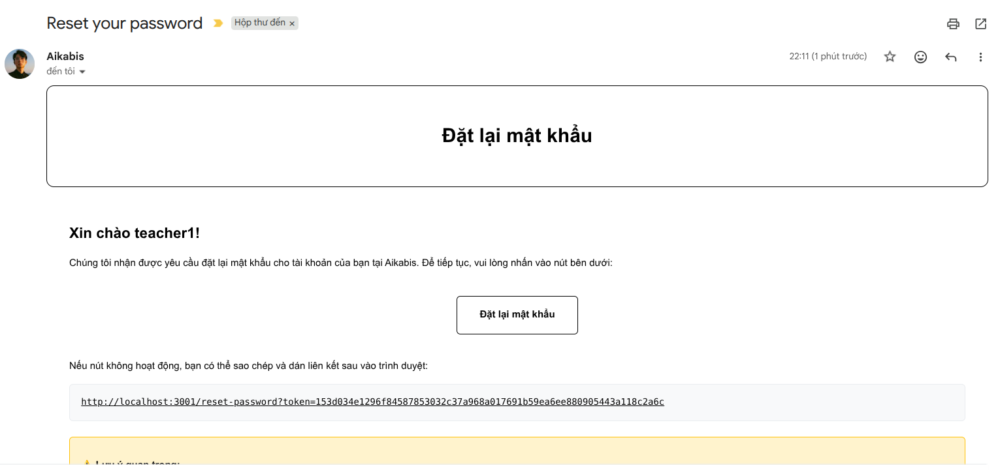 Reset your password
Hộp thư đến ×
Aikabis
22:11 (1 phút trước)
đến tôi
Đặt lại mật khẩu
Xin chào teacher1!
Chúng tôi nhận được yêu cầu đặt lại mật khẩu cho tài khoản của bạn tại Aikabis. Để tiếp tục, vui lòng nhấn vào nút bên dưới:
Đặt lại mật khẩu
Nếu nút không hoạt động, bạn có thể sao chép và dán liên kết sau vào trình duyệt:
http://localhost:3001/reset-password?token=153d034e1296f84587853032c37a968a017691b59ea6ee880905443a118c2a6c
Lưu ý quan trọng: